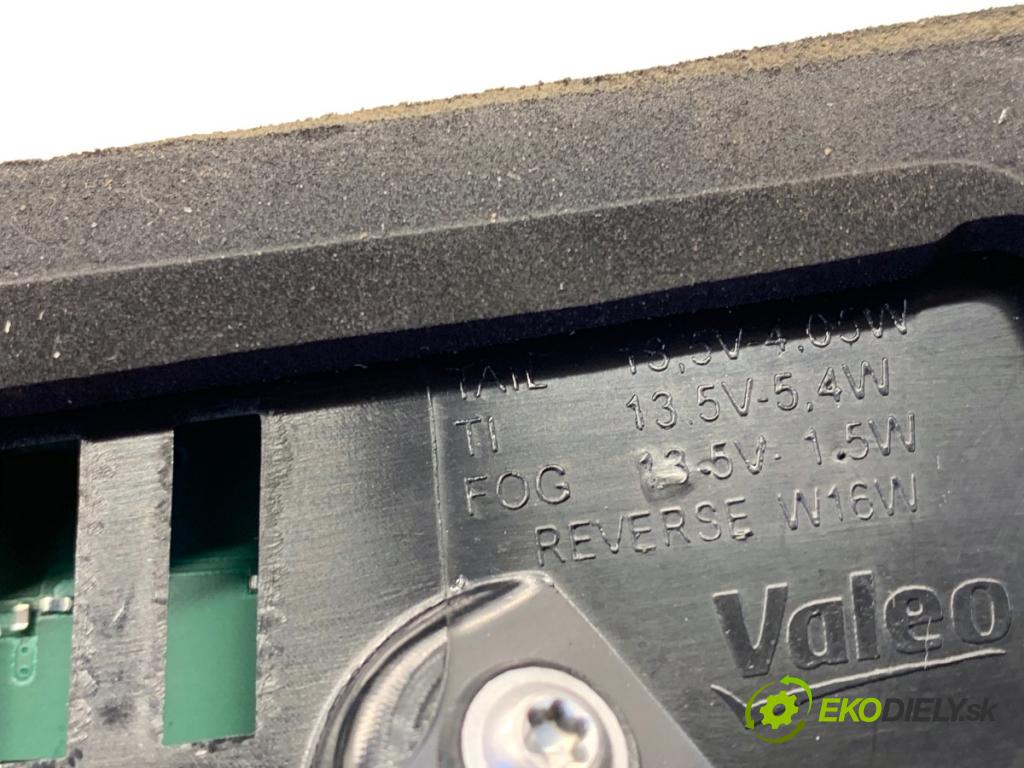 TAIL 13,5V-4.05W
TI 13.5V-5,4W
FOG 13.5V- 1.5W
REVERSE W16W
Valeo
EKODIELY.sk